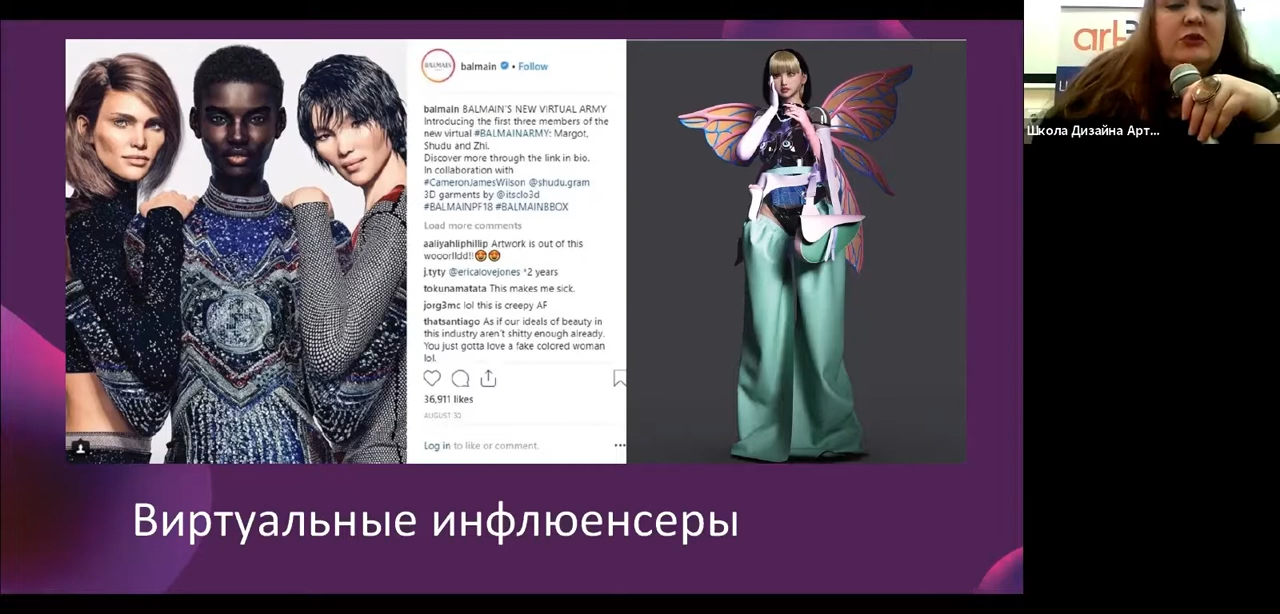 balmain • Follow
balmain BALMAIN'S NEW VIRTUAL ARMY
Introducing the first three members of the
new virtual #BALMAINARMY: Margot,
Shudu and Zhi.
Discover more through the link in bio.
In collaboration with
#CameronJamesWilson @shudu.gram
3D garments by @itsclo3d
#BALMAINPF18 #BALMAINBBOX
Load more comments
aaliyahliphillip Artwork is out of this
wooorlldd!!
j.tyty @ericalovejones *2 years
tokunamatata This makes me sick.
jorg3mc lol this is creepy AF
thatsantiago As if our ideals of beauty in
this industry aren't shitty enough already.
You just gotta love a fake colored woman
lol.
36,911 likes
AUGUST 30
Log in to like or comment.
Виртуальные инфлюенсеры
art
Школа Дизайна Арт...